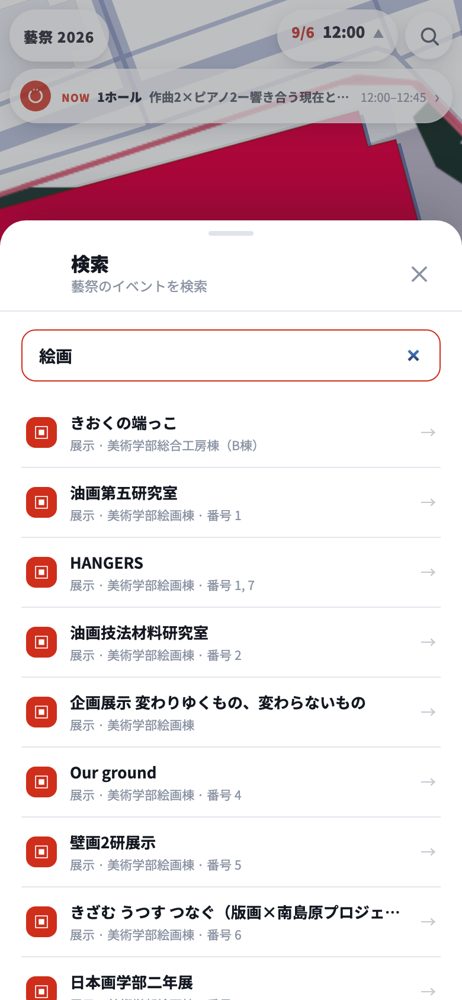 藝祭 2026
9/6 12:00 ▲
NOW 1ホール 作曲2×ピアノ2ー響き合う現在と… 12:00–12:45 ›
検索
藝祭のイベントを検索
絵画
きおくの端っこ
展示 · 美術学部総合工房棟（B棟）
油画第五研究室
展示 · 美術学部絵画棟 · 番号 1
HANGERS
展示 · 美術学部絵画棟 · 番号 1, 7
油画技法材料研究室
展示 · 美術学部絵画棟 · 番号 2
企画展示 変わりゆくもの、変わらないもの
展示 · 美術学部絵画棟
Our ground
展示 · 美術学部絵画棟 · 番号 4
壁画2研展示
展示 · 美術学部絵画棟 · 番号 5
きざむ うつす つなぐ（版画×南島原プロジェ…
展示 · 美術学部絵画棟 · 番号 6
日本画学部二年展